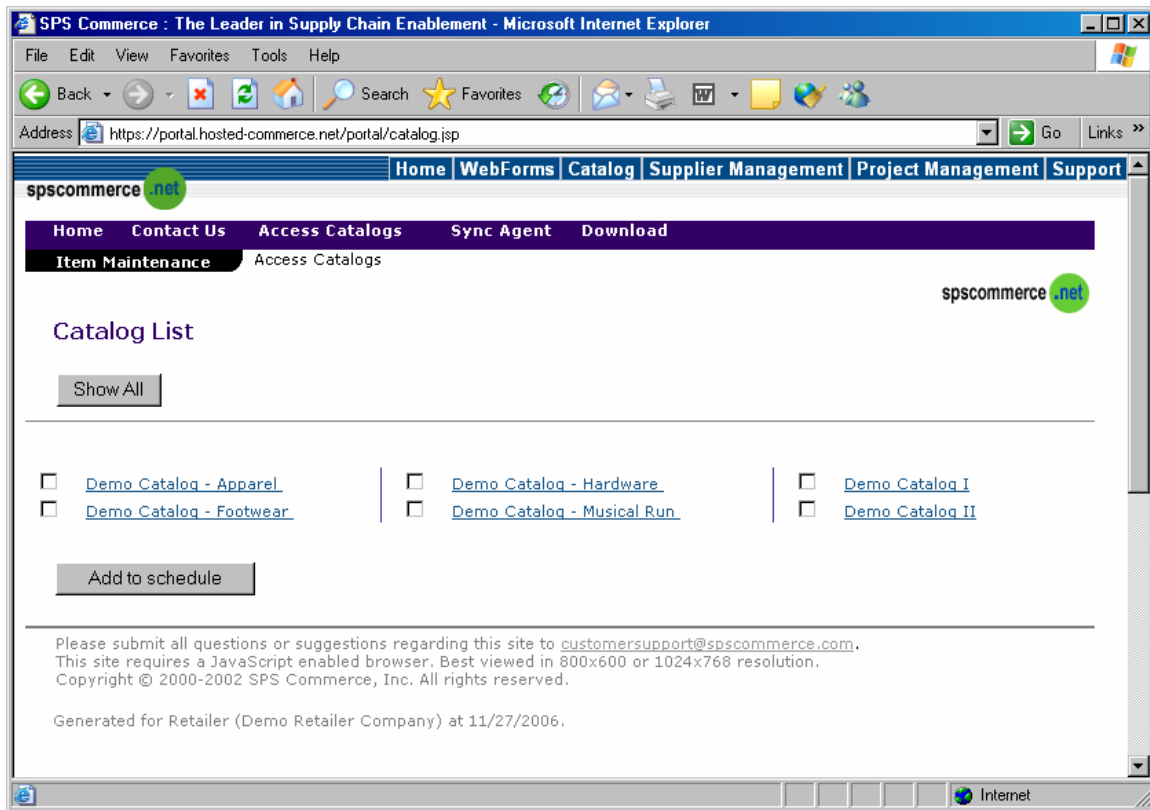 SPS Commerce : The Leader in Supply Chain Enablement - Microsoft Internet Explorer
File Edit View Favorites Tools Help
Back Search Favorites
Address https://portal.hosted-commerce.net/portal/catalog.jsp Go Links »
Home | WebForms | Catalog | Supplier Management | Project Management | Support
spscommerce .net
Home Contact Us Access Catalogs Sync Agent Download
Item Maintenance Access Catalogs
spscommerce .net
Catalog List
Show All
Demo Catalog - Apparel Demo Catalog - Hardware Demo Catalog I
Demo Catalog - Footwear Demo Catalog - Musical Run Demo Catalog II
Add to schedule
Please submit all questions or suggestions regarding this site to customersupport@spscommerce.com.
This site requires a JavaScript enabled browser. Best viewed in 800x600 or 1024x768 resolution.
Copyright © 2000-2002 SPS Commerce, Inc. All rights reserved.
Generated for Retailer (Demo Retailer Company) at 11/27/2006.
Internet